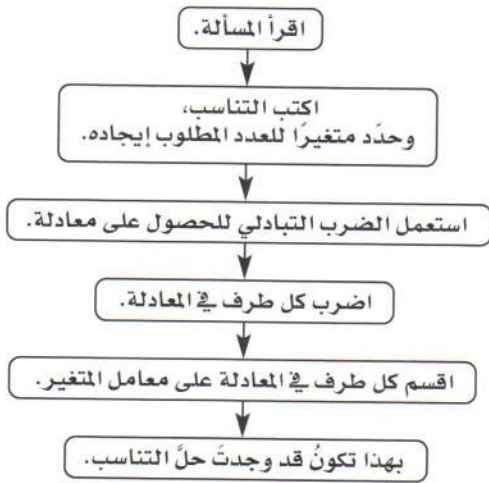 اقرأ المسألة.
اكتب التناسب،
وحدّد متغيرًا للعدد المطلوب إيجاده.
استعمل الضرب التبادلي للحصول على معادلة.
اضرب كل طرف في المعادلة.
اقسم كل طرف في المعادلة على معامل المتغير.
بهذا تكونُ قد وجدتَ حلَّ التناسب.